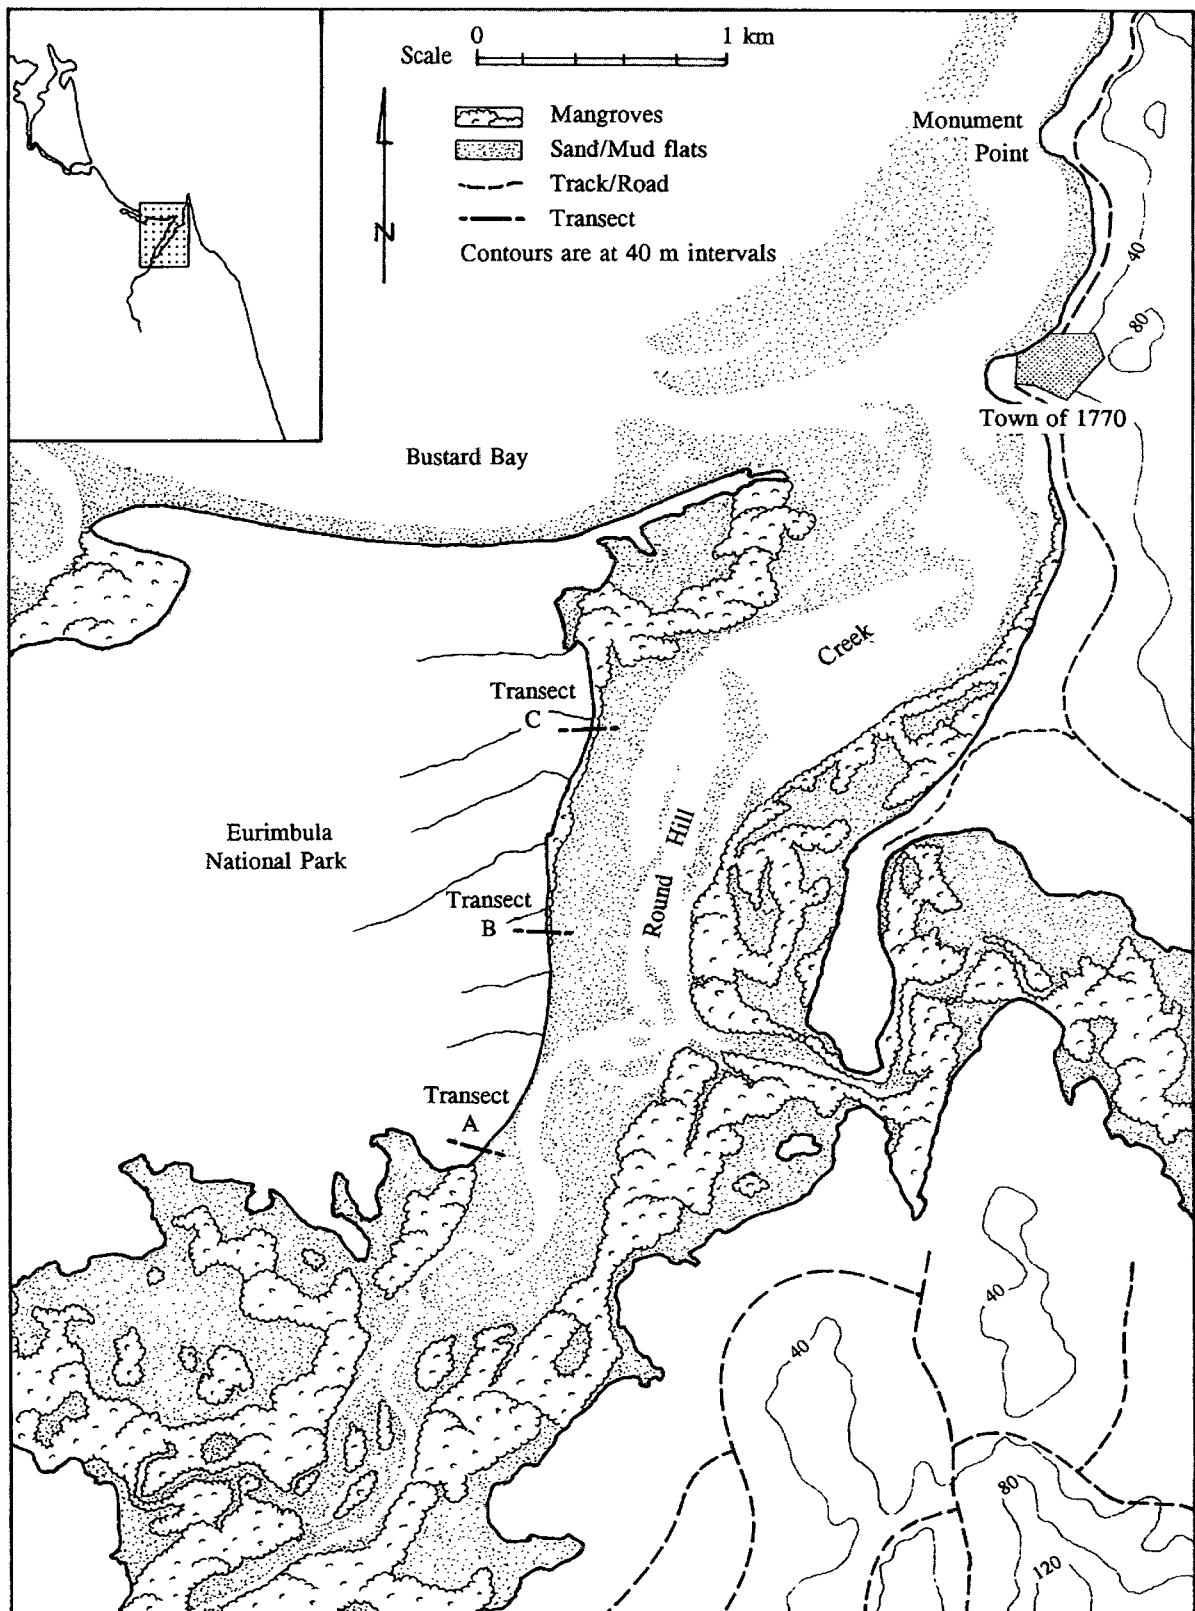 0 1 km
Scale
Mangroves
Sand/Mud flats
Track/Road
Transect
Contours are at 40 m intervals
N
Monument
Point
40
80
Town of 1770
Bustard Bay
Creek
Transect
C
Hill
Round
Eurimbula
National Park
Transect
B
Transect
A
40
40
80
120